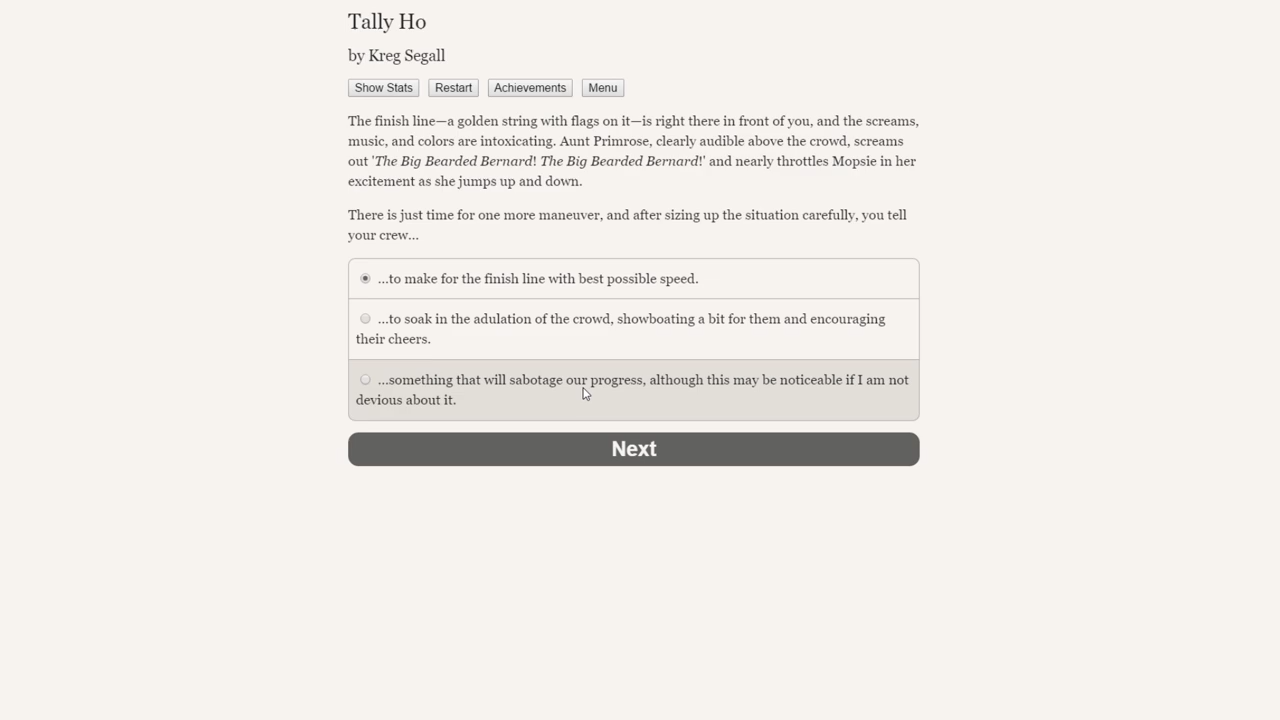 Tally Ho
by Kreg Segall
Show Stats
Restart
Achievements
Menu
The finish line—a golden string with flags on it—is right there in front of you, and the screams,
music, and colors are intoxicating. Aunt Primrose, clearly audible above the crowd, screams
out 'The Big Bearded Bernard! The Big Bearded Bernard!' and nearly throttles Mopsie in her
excitement as she jumps up and down.
There is just time for one more maneuver, and after sizing up the situation carefully, you tell
your crew…
…to make for the finish line with best possible speed.
…to soak in the adulation of the crowd, showboating a bit for them and encouraging
their cheers.
…something that will sabotage our progress, although this may be noticeable if I am not
devious about it.
Next